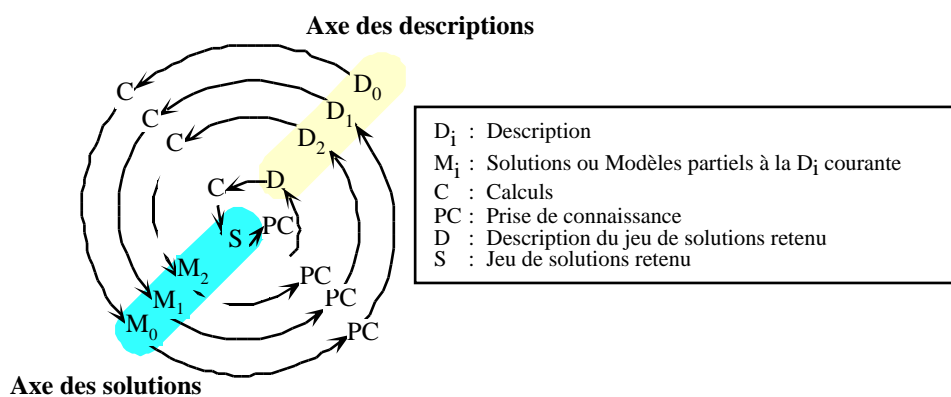 Axe des descriptions
D0
C
D1
C
D2
C
C
D
PC
S
M2
PC
M1
PC
M0
PC
Axe des solutions
Di : Description
Mi : Solutions ou Modèles partiels à la Di courante
C : Calculs
PC : Prise de connaissance
D : Description du jeu de solutions retenu
S : Jeu de solutions retenu